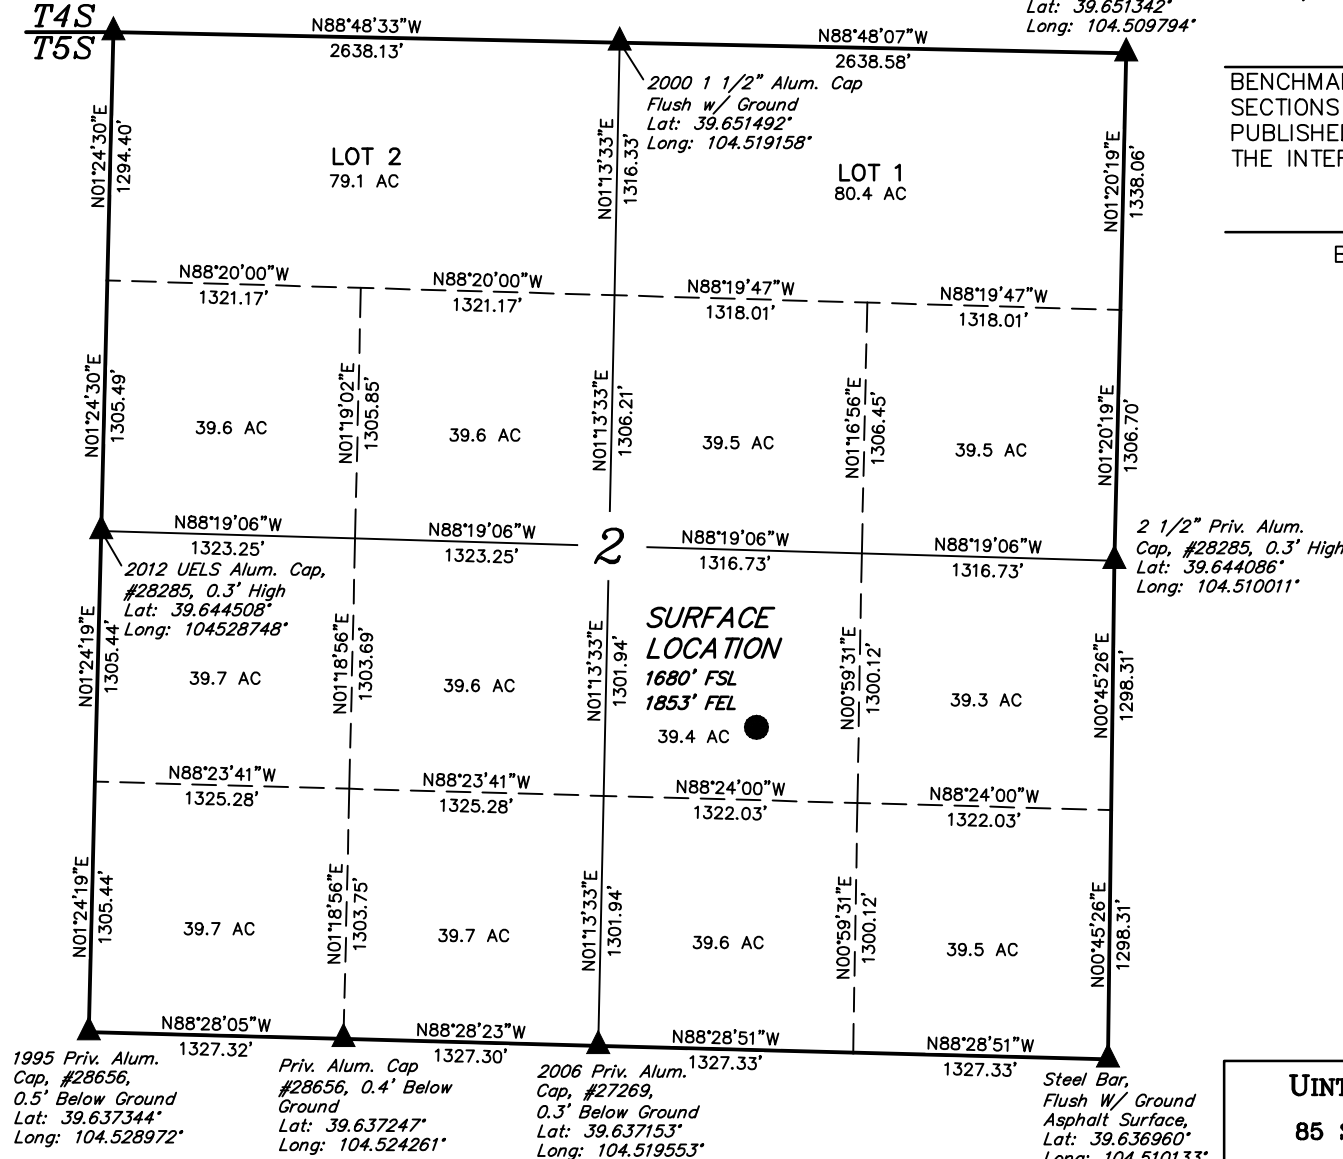 T4S
T5S
N88°48'33"W
2638.13'
N88°48'07"W
2638.58'
Lat: 39.651342°
Long: 104.509794°
2000 1 1/2" Alum. Cap
Flush w/ Ground
Lat: 39.651492°
Long: 104.519158°
BENCHMA
SECTIONS
PUBLISHE
THE INTE
N01°24'30"E
1294.40'
LOT 2
79.1 AC
N01°13'33"E
1316.33'
LOT 1
80.4 AC
N01°20'19"E
1338.06'
N88°20'00"W
1321.17'
N88°20'00"W
1321.17'
N88°19'47"W
1318.01'
N88°19'47"W
1318.01'
N01°24'30"E
1305.49'
39.6 AC
N01°19'02"E
1305.85'
39.6 AC
N01°13'33"E
1306.21'
39.5 AC
N01°16'56"E
1306.45'
39.5 AC
N01°20'19"E
1306.70'
N88°19'06"W
1323.25'
N88°19'06"W
1323.25'
2
N88°19'06"W
1316.73'
N88°19'06"W
1316.73'
2 1/2" Priv. Alum.
Cap, #28285, 0.3' High
Lat: 39.644086°
Long: 104.510011°
2012 UELS Alum. Cap,
#28285, 0.3' High
Lat: 39.644508°
Long: 104528748°
SURFACE
LOCATION
1680' FSL
1853' FEL
N01°24'19"E
1305.44'
39.7 AC
N01°18'56"E
1303.69'
39.6 AC
N01°13'33"E
1301.94'
39.4 AC
N00°59'31"E
1300.12'
39.3 AC
N00°45'26"E
1298.31'
N88°23'41"W
1325.28'
N88°23'41"W
1325.28'
N88°24'00"W
1322.03'
N88°24'00"W
1322.03'
N01°24'19"E
1305.44'
39.7 AC
N01°18'56"E
1303.75'
39.7 AC
N01°13'33"E
1301.94'
39.6 AC
N00°59'31"E
1300.12'
39.5 AC
N00°45'26"E
1298.31'
N88°28'05"W
1327.32'
N88°28'23"W
1327.30'
N88°28'51"W
1327.33'
N88°28'51"W
1327.33'
1995 Priv. Alum.
Cap, #28656,
0.5' Below Ground
Lat: 39.637344°
Long: 104.528972°
Priv. Alum. Cap
#28656, 0.4' Below
Ground
Lat: 39.637247°
Long: 104.524261°
2006 Priv. Alum.
Cap, #27269,
0.3' Below Ground
Lat: 39.637153°
Long: 104.519553°
Steel Bar,
Flush W/ Ground
Asphalt Surface,
Lat: 39.636960°
Long: 104.510133°
UINT
85 S